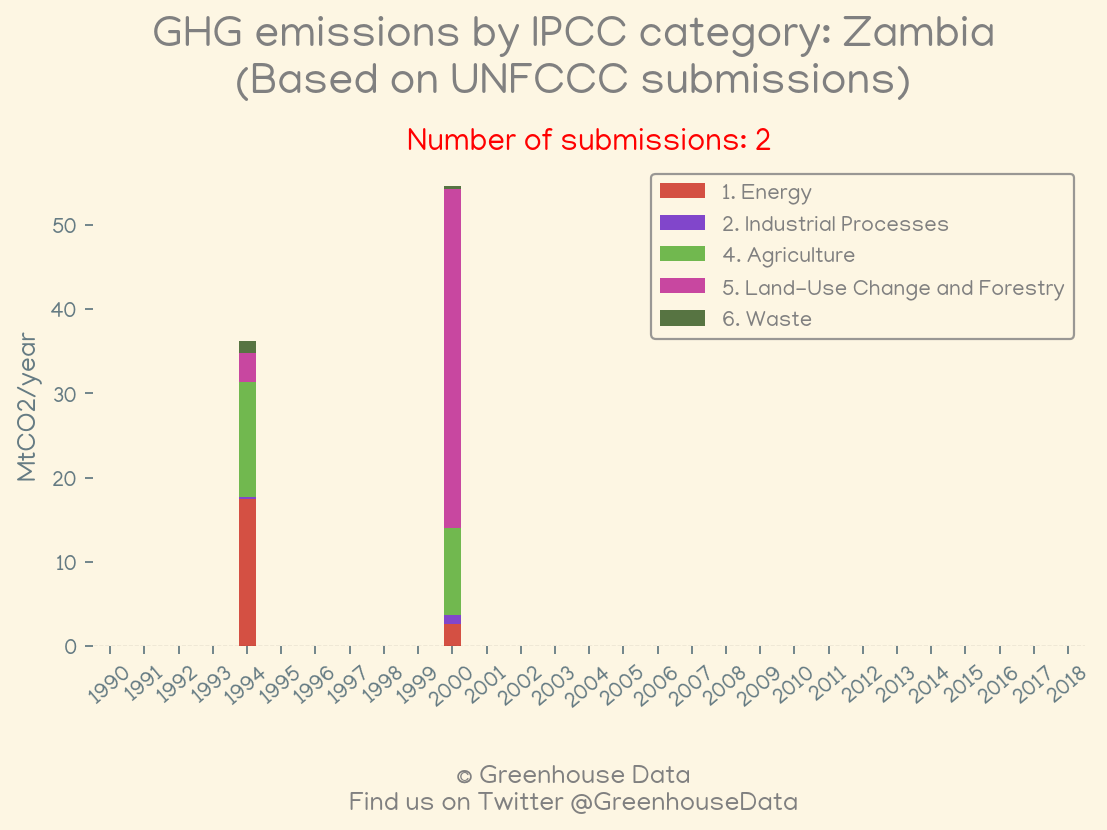 GHG emissions by IPCC category: Zambia
(Based on UNFCCC submissions)
Number of submissions: 2
1. Energy
2. Industrial Processes
4. Agriculture
5. Land-Use Change and Forestry
6. Waste
MtCO2/year
50
40
30
20
10
0
1990 1991 1992 1993 1994 1995 1996 1997 1998 1999 2000 2001 2002 2003 2004 2005 2006 2007 2008 2009 2010 2011 2012 2013 2014 2015 2016 2017 2018
© Greenhouse Data
Find us on Twitter @GreenhouseData